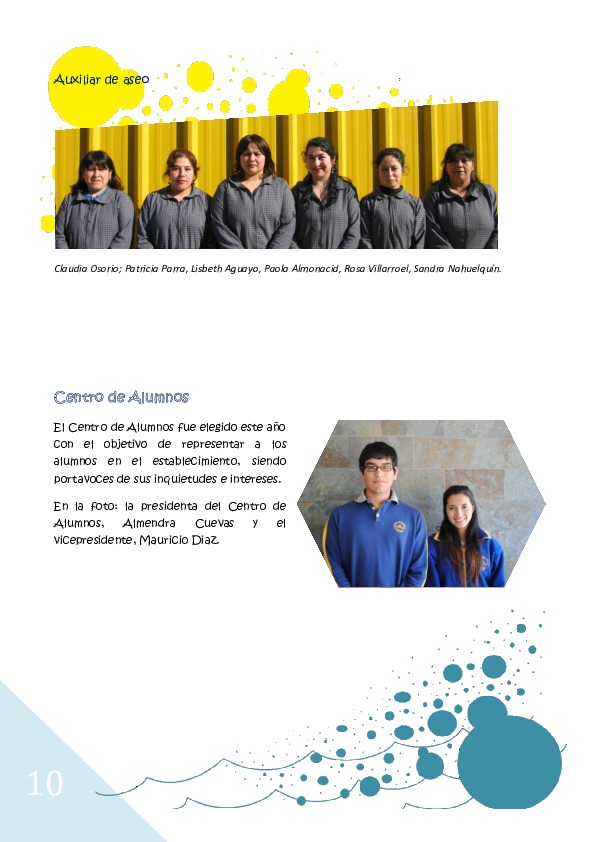 Auxiliar de aseo
Claudia Osorio; Patricia Parra, Lisbeth Aguayo, Paola Almonacid, Rosa Villarroel, Sandra Nahuelquín.
Centro de Alumnos
El Centro de Alumnos fue elegido este año
con el objetivo de representar a los
alumnos en el establecimiento, siendo
portavoces de sus inquietudes e intereses.
En la foto: la presidenta del Centro de
Alumnos, Almendra Cuevas y el
vicepresidente, Mauricio Diaz.
10